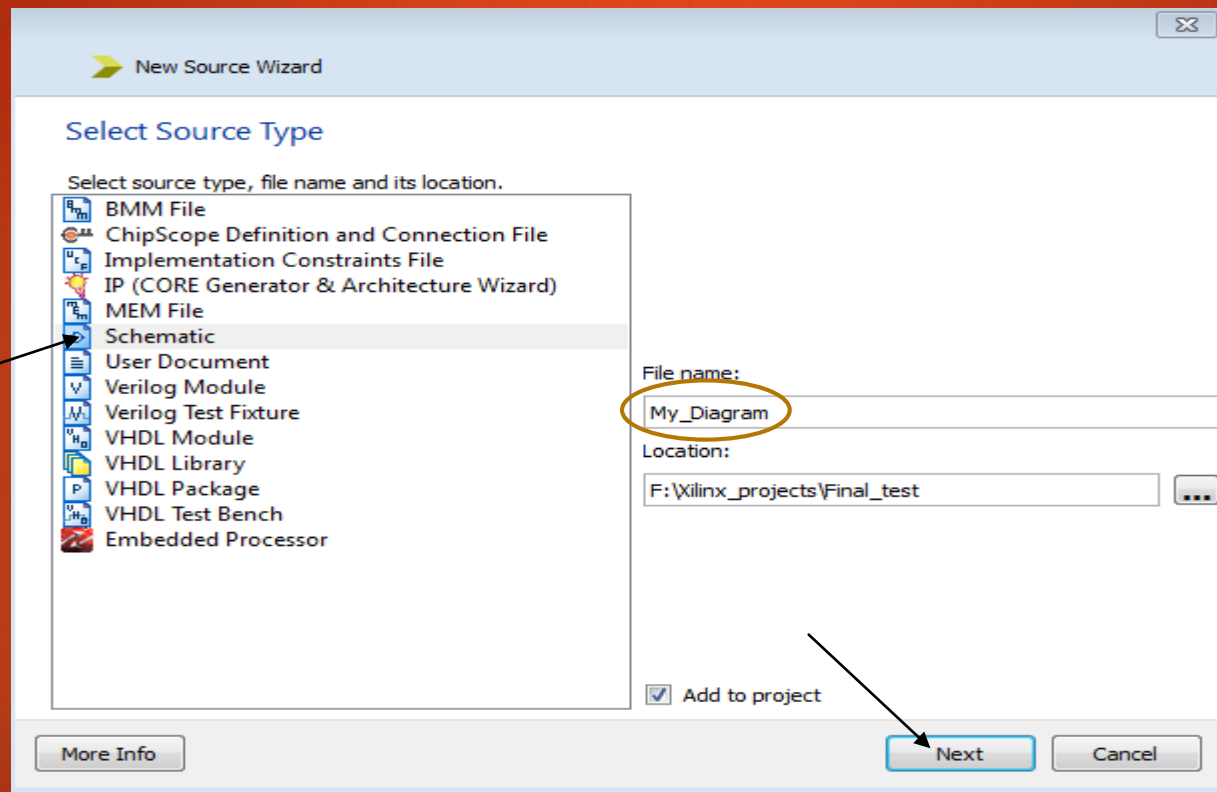 New Source Wizard
Select Source Type
Select source type, file name and its location.
BMM File
ChipScope Definition and Connection File
Implementation Constraints File
IP (CORE Generator & Architecture Wizard)
MEM File
Schematic
User Document
Verilog Module
Verilog Test Fixture
VHDL Module
VHDL Library
VHDL Package
VHDL Test Bench
Embedded Processor
File name:
My_Diagram
Location:
F:\Xilinx_projects\Final_test
...
Add to project
More Info
Next
Cancel